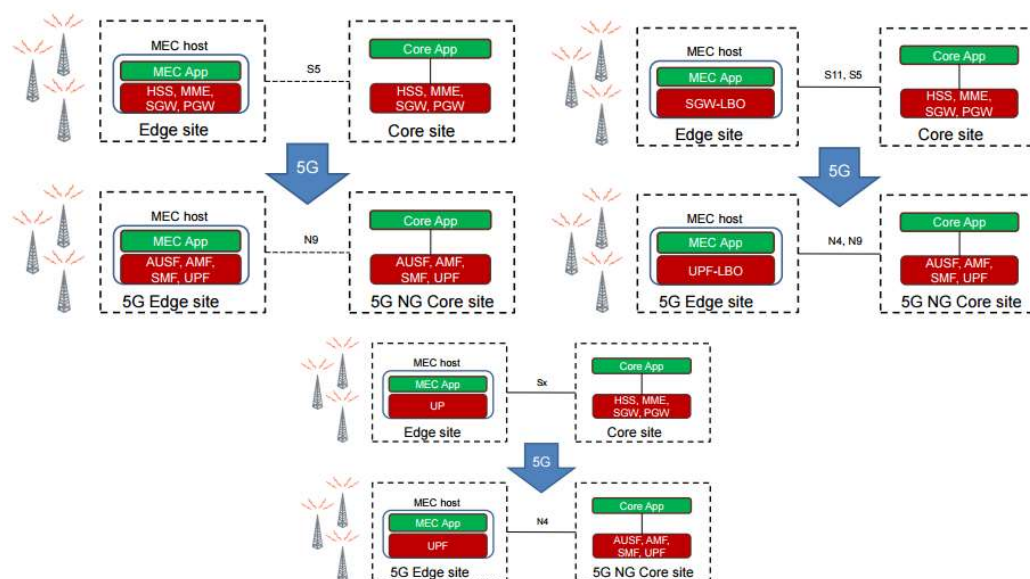 MEC host
MEC App
HSS, MME,
SGW, PGW
Edge site
S5
Core App
HSS, MME,
SGW, PGW
Core site
5G
MEC host
MEC App
AUSF, AMF,
SMF, UPF
5G Edge site
N9
Core App
AUSF, AMF,
SMF, UPF
5G NG Core site
MEC host
MEC App
SGW-LBO
Edge site
S11, S5
Core App
HSS, MME,
SGW, PGW
Core site
5G
MEC host
MEC App
UPF-LBO
5G Edge site
N4, N9
Core App
AUSF, AMF,
SMF, UPF
5G NG Core site
MEC host
MEC App
UP
Edge site
Sx
Core App
HSS, MME,
SGW, PGW
Core site
5G
MEC host
MEC App
UPF
5G Edge site
N4
Core App
AUSF, AMF,
SMF, UPF
5G NG Core site